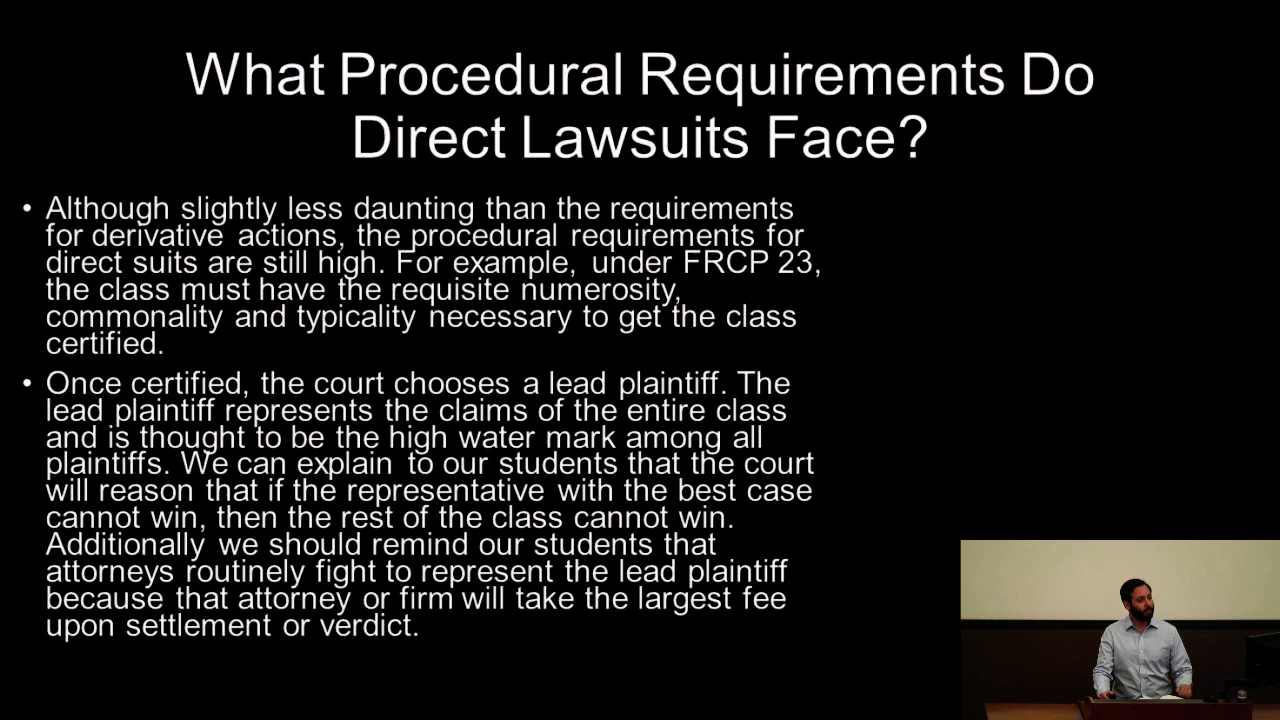 What Procedural Requirements Do
Direct Lawsuits Face?
• Although slightly less daunting than the requirements
for derivative actions, the procedural requirements for
direct suits are still high. For example, under FRCP 23,
the class must have the requisite numerosity,
commonality and typicality necessary to get the class
certified.
• Once certified, the court chooses a lead plaintiff. The
lead plaintiff represents the claims of the entire class
and is thought to be the high water mark among all
plaintiffs. We can explain to our students that the court
will reason that if the representative with the best case
cannot win, then the rest of the class cannot win.
Additionally we should remind our students that
attorneys routinely fight to represent the lead plaintiff
because that attorney or firm will take the largest fee
upon settlement or verdict.